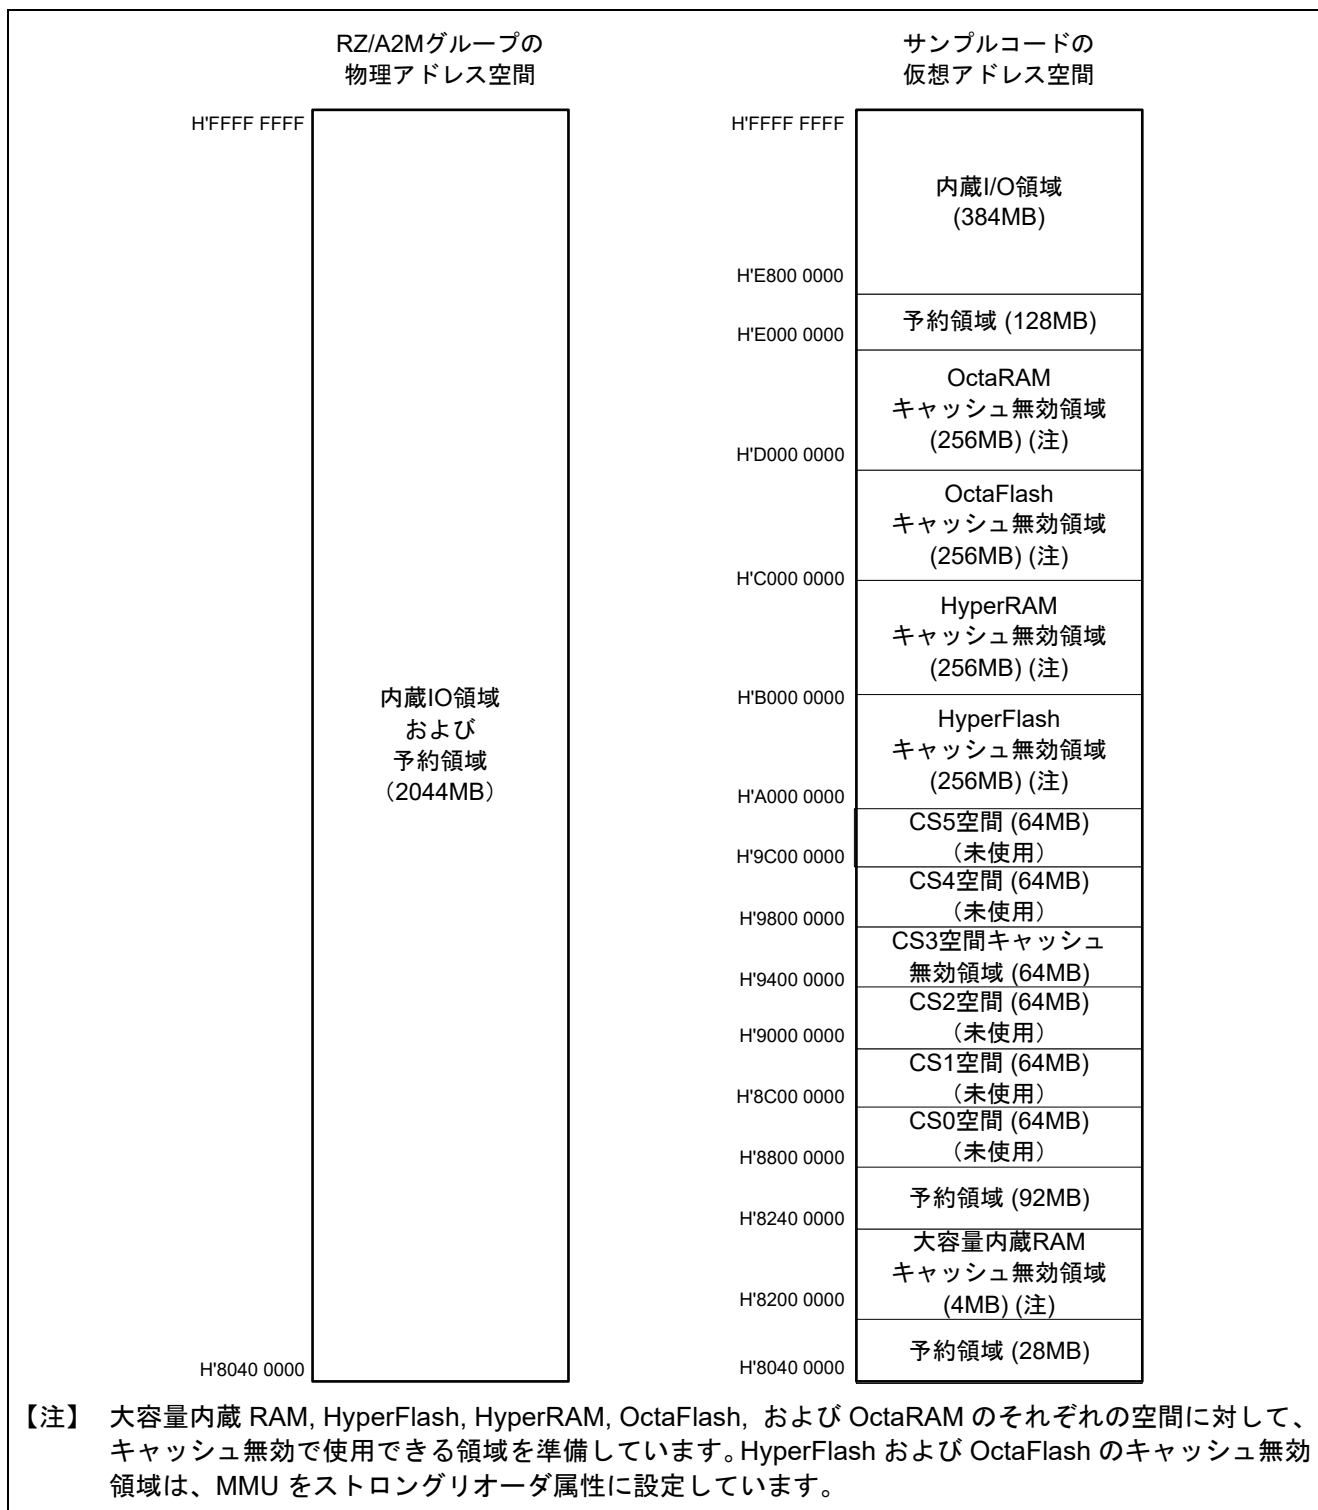 RZ/A2Mグループの
物理アドレス空間
H'FFFF FFFF
内蔵IO領域
および
予約領域
（2044MB）
H'8040 0000
サンプルコードの
仮想アドレス空間
H'FFFF FFFF
内蔵I/O領域
(384MB)
H'E800 0000
予約領域 (128MB)
H'E000 0000
OctaRAM
キャッシュ無効領域
(256MB) (注)
H'D000 0000
OctaFlash
キャッシュ無効領域
(256MB) (注)
H'C000 0000
HyperRAM
キャッシュ無効領域
(256MB) (注)
H'B000 0000
HyperFlash
キャッシュ無効領域
(256MB) (注)
H'A000 0000
CS5空間 (64MB)
（未使用）
H'9C00 0000
CS4空間 (64MB)
（未使用）
H'9800 0000
CS3空間キャッシュ
無効領域 (64MB)
H'9400 0000
CS2空間 (64MB)
（未使用）
H'9000 0000
CS1空間 (64MB)
（未使用）
H'8C00 0000
CS0空間 (64MB)
（未使用）
H'8800 0000
予約領域 (92MB)
H'8240 0000
大容量内蔵RAM
キャッシュ無効領域
(4MB) (注)
H'8200 0000
予約領域 (28MB)
H'8040 0000
【注】 大容量内蔵 RAM, HyperFlash, HyperRAM, OctaFlash, および OctaRAM のそれぞれの空間に対して、
キャッシュ無効で使用できる領域を準備しています。HyperFlash および OctaFlash のキャッシュ無効
領域は、MMU をストロングリオーダ属性に設定しています。